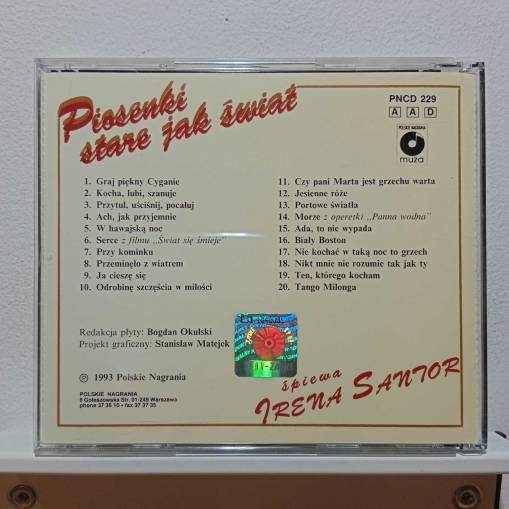 Piosenki
stare jak świat
PNCD 229
A A D
POLSKIE NAGRANIA
muza
1. Graj piękny Cyganie
2. Kocha, lubi, szanuje
3. Przytul, uściśnij, pocałuj
4. Ach, jak przyjemnie
5. W hawajską noc
6. Serce z filmu ,,Świat się śmieje"
7. Przy kominku
8. Przeminęło z wiatrem
9. Ja cieszę się
10. Odrobinę szczęścia w miłości
11. Czy pani Marta jest grzechu warta
12. Jesienne róże
13. Portowe światła
14. Morze z operetki ,,Panna wodna"
15. Ada, to nie wypada
16. Biały Boston
17. Nie kochać w taką noc to grzech
18. Nikt mnie nie rozumie tak jak ty
19. Ten, którego kocham
20. Tango Milonga
Redakcja płyty: Bogdan Okulski
Projekt graficzny: Stanisław Matejek
Ⓟ 1993 Polskie Nagrania
POLSKIE NAGRANIA
8 Goleszowska Str. 01-249 Warszawa
phone 37 35 10 • fax 37 37 35
śpiewa
IRENA SANTOR